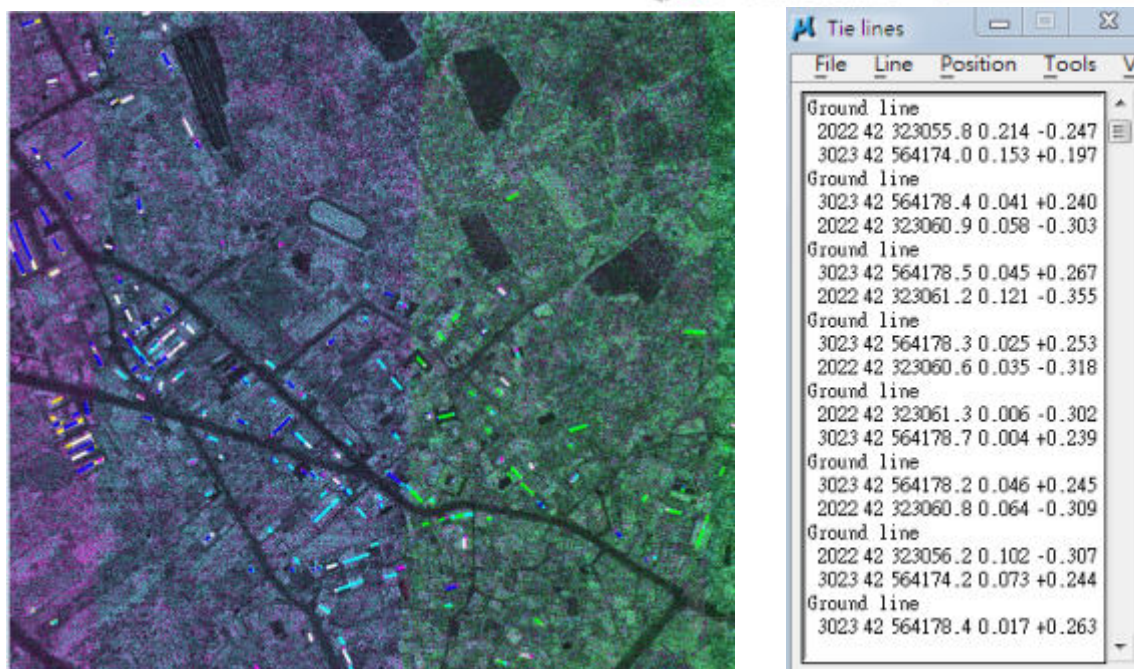 Tie lines
File Line Position Tools V
Ground line
2022 42 323055.8 0.214 -0.247
3023 42 564174.0 0.153 +0.197
Ground line
3023 42 564178.4 0.041 +0.240
2022 42 323060.9 0.058 -0.303
Ground line
3023 42 564178.5 0.045 +0.267
2022 42 323061.2 0.121 -0.355
Ground line
3023 42 564178.3 0.025 +0.253
2022 42 323060.6 0.035 -0.318
Ground line
2022 42 323061.3 0.006 -0.302
3023 42 564178.7 0.004 +0.239
Ground line
3023 42 564178.2 0.046 +0.245
2022 42 323060.8 0.064 -0.309
Ground line
2022 42 323056.2 0.102 -0.307
3023 42 564174.2 0.073 +0.244
Ground line
3023 42 564178.4 0.017 +0.263